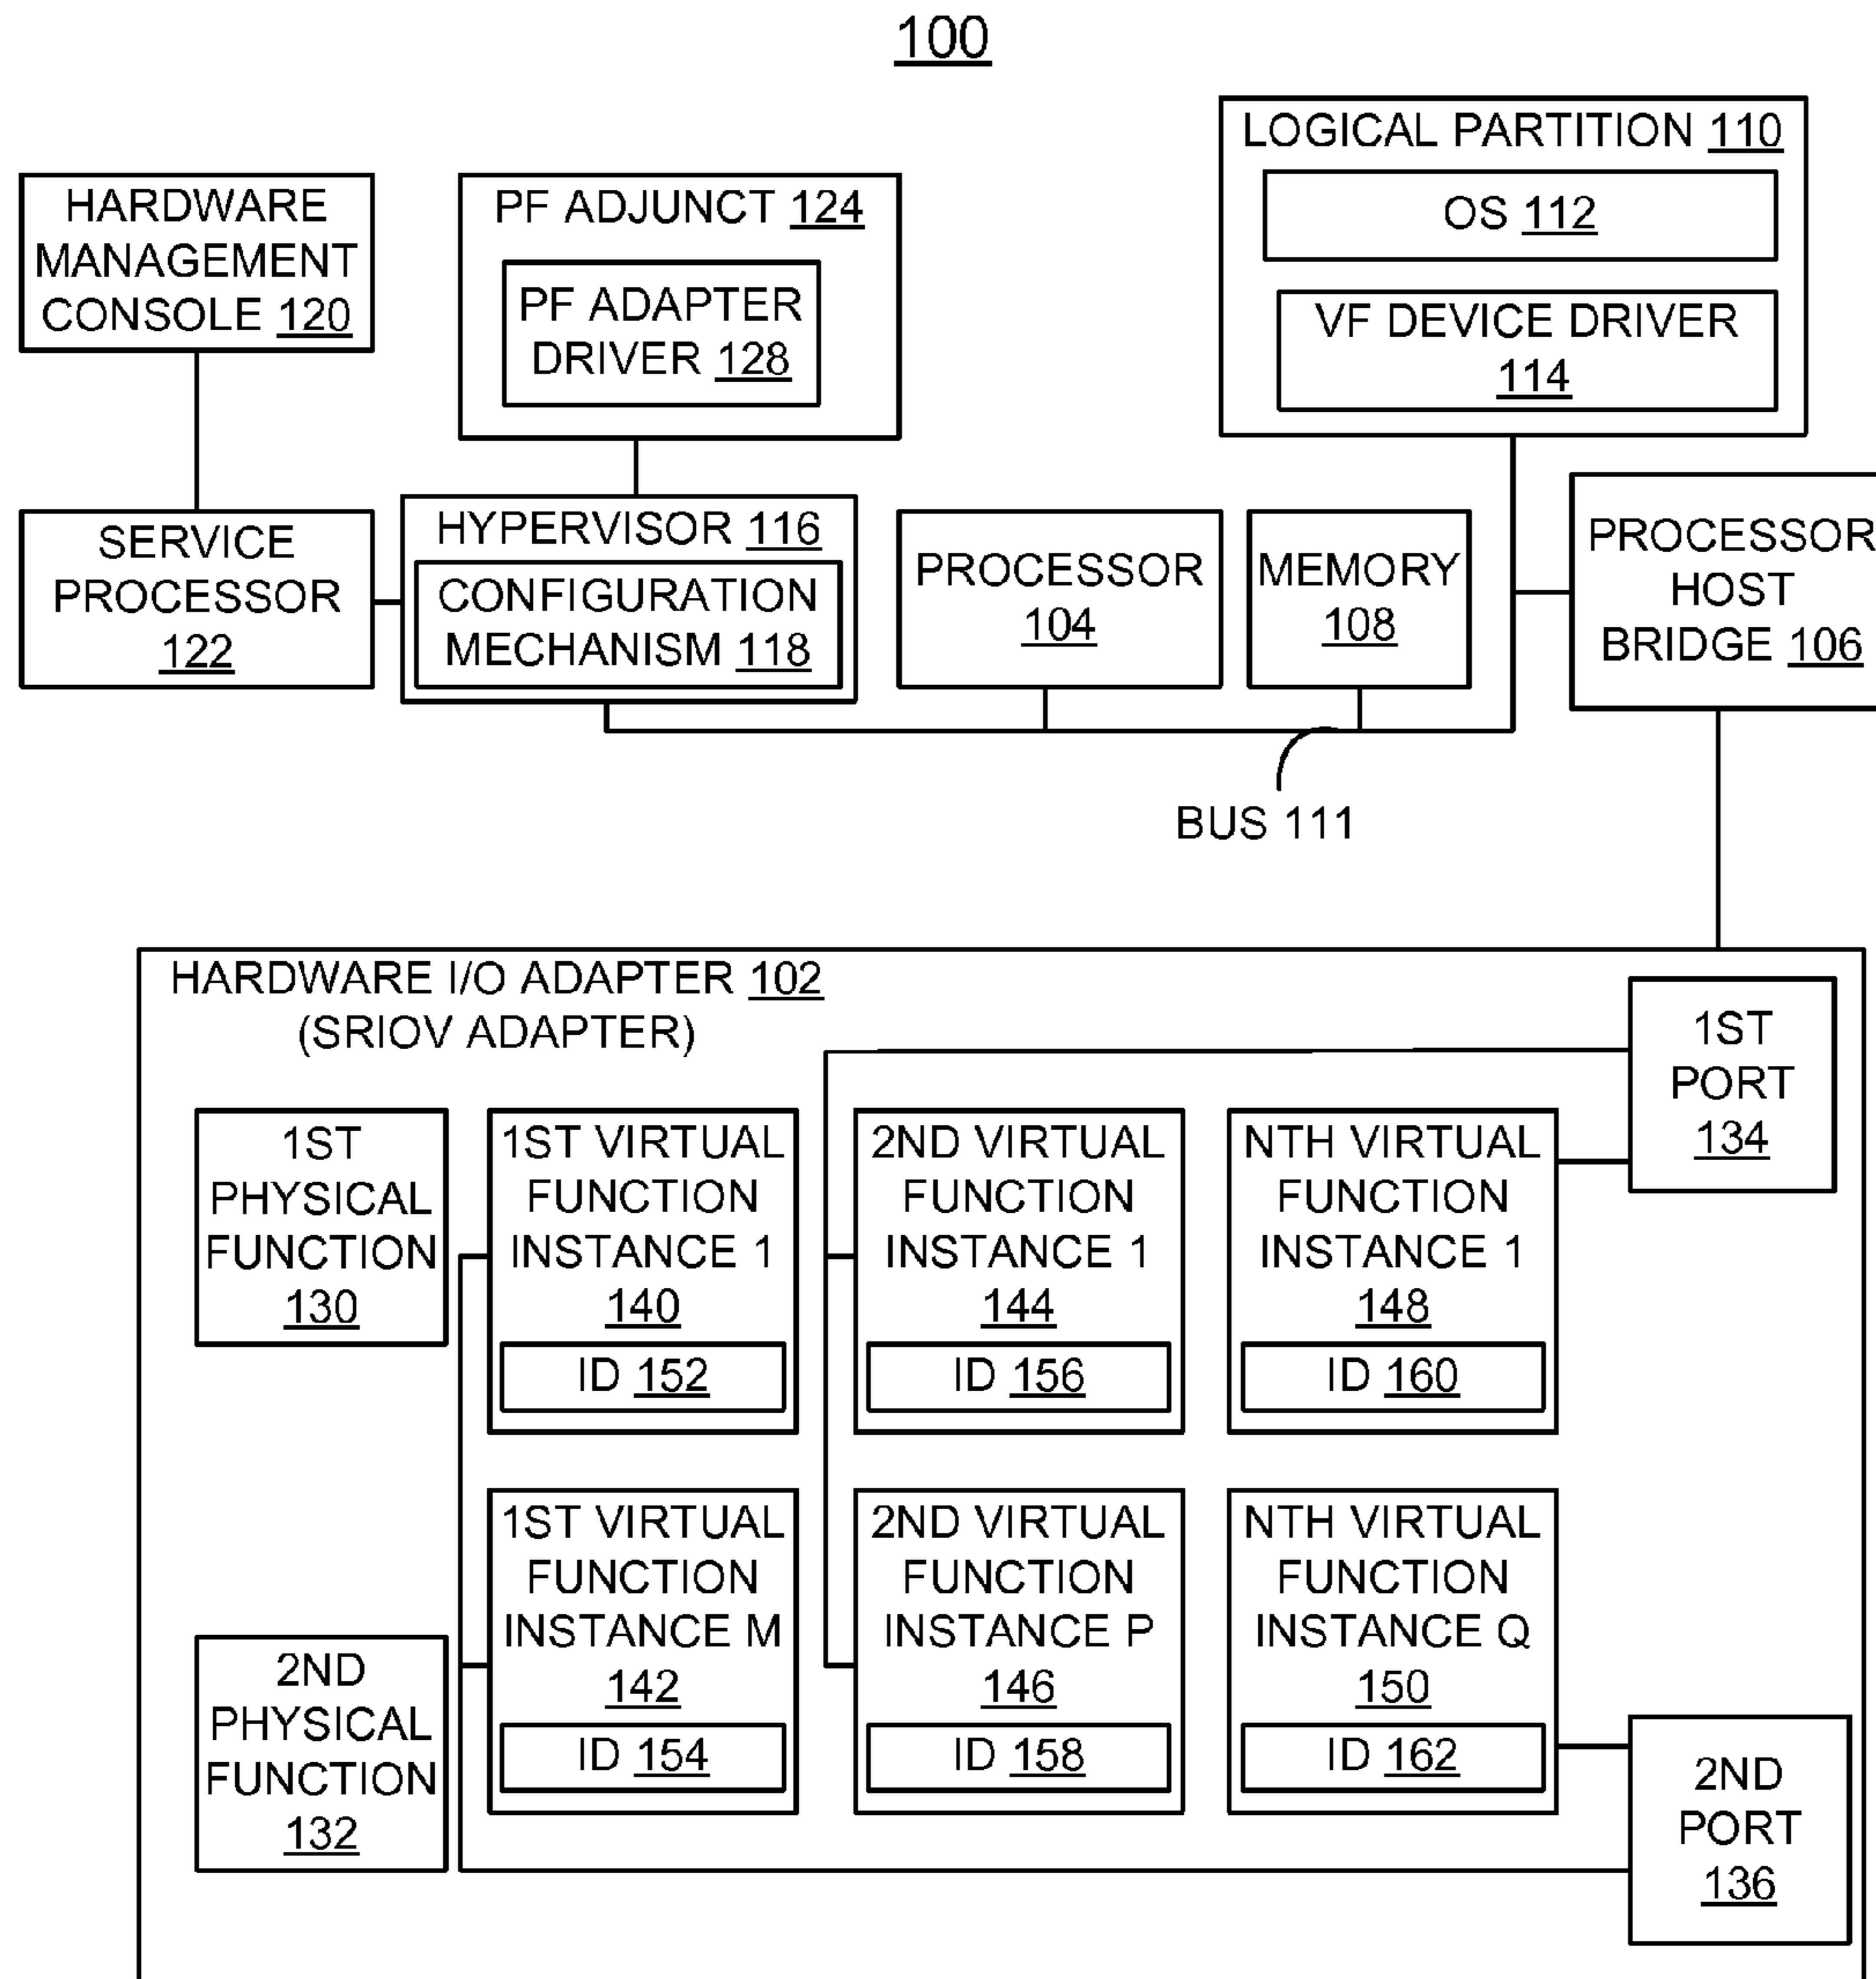 100
LOGICAL PARTITION 110
OS 112
VF DEVICE DRIVER
114
HARDWARE
MANAGEMENT
CONSOLE 120
PF ADJUNCT 124
PF ADAPTER
DRIVER 128
SERVICE
PROCESSOR
122
HYPERVISOR 116
CONFIGURATION
MECHANISM 118
PROCESSOR
104
MEMORY
108
PROCESSOR
HOST
BRIDGE 106
BUS 111
HARDWARE I/O ADAPTER 102
(SRIOV ADAPTER)
1ST
PORT
134
1ST
PHYSICAL
FUNCTION
130
1ST VIRTUAL
FUNCTION
INSTANCE 1
140
ID 152
2ND VIRTUAL
FUNCTION
INSTANCE 1
144
ID 156
NTH VIRTUAL
FUNCTION
INSTANCE 1
148
ID 160
2ND
PHYSICAL
FUNCTION
132
1ST VIRTUAL
FUNCTION
INSTANCE M
142
ID 154
2ND VIRTUAL
FUNCTION
INSTANCE P
146
ID 158
NTH VIRTUAL
FUNCTION
INSTANCE Q
150
ID 162
2ND
PORT
136